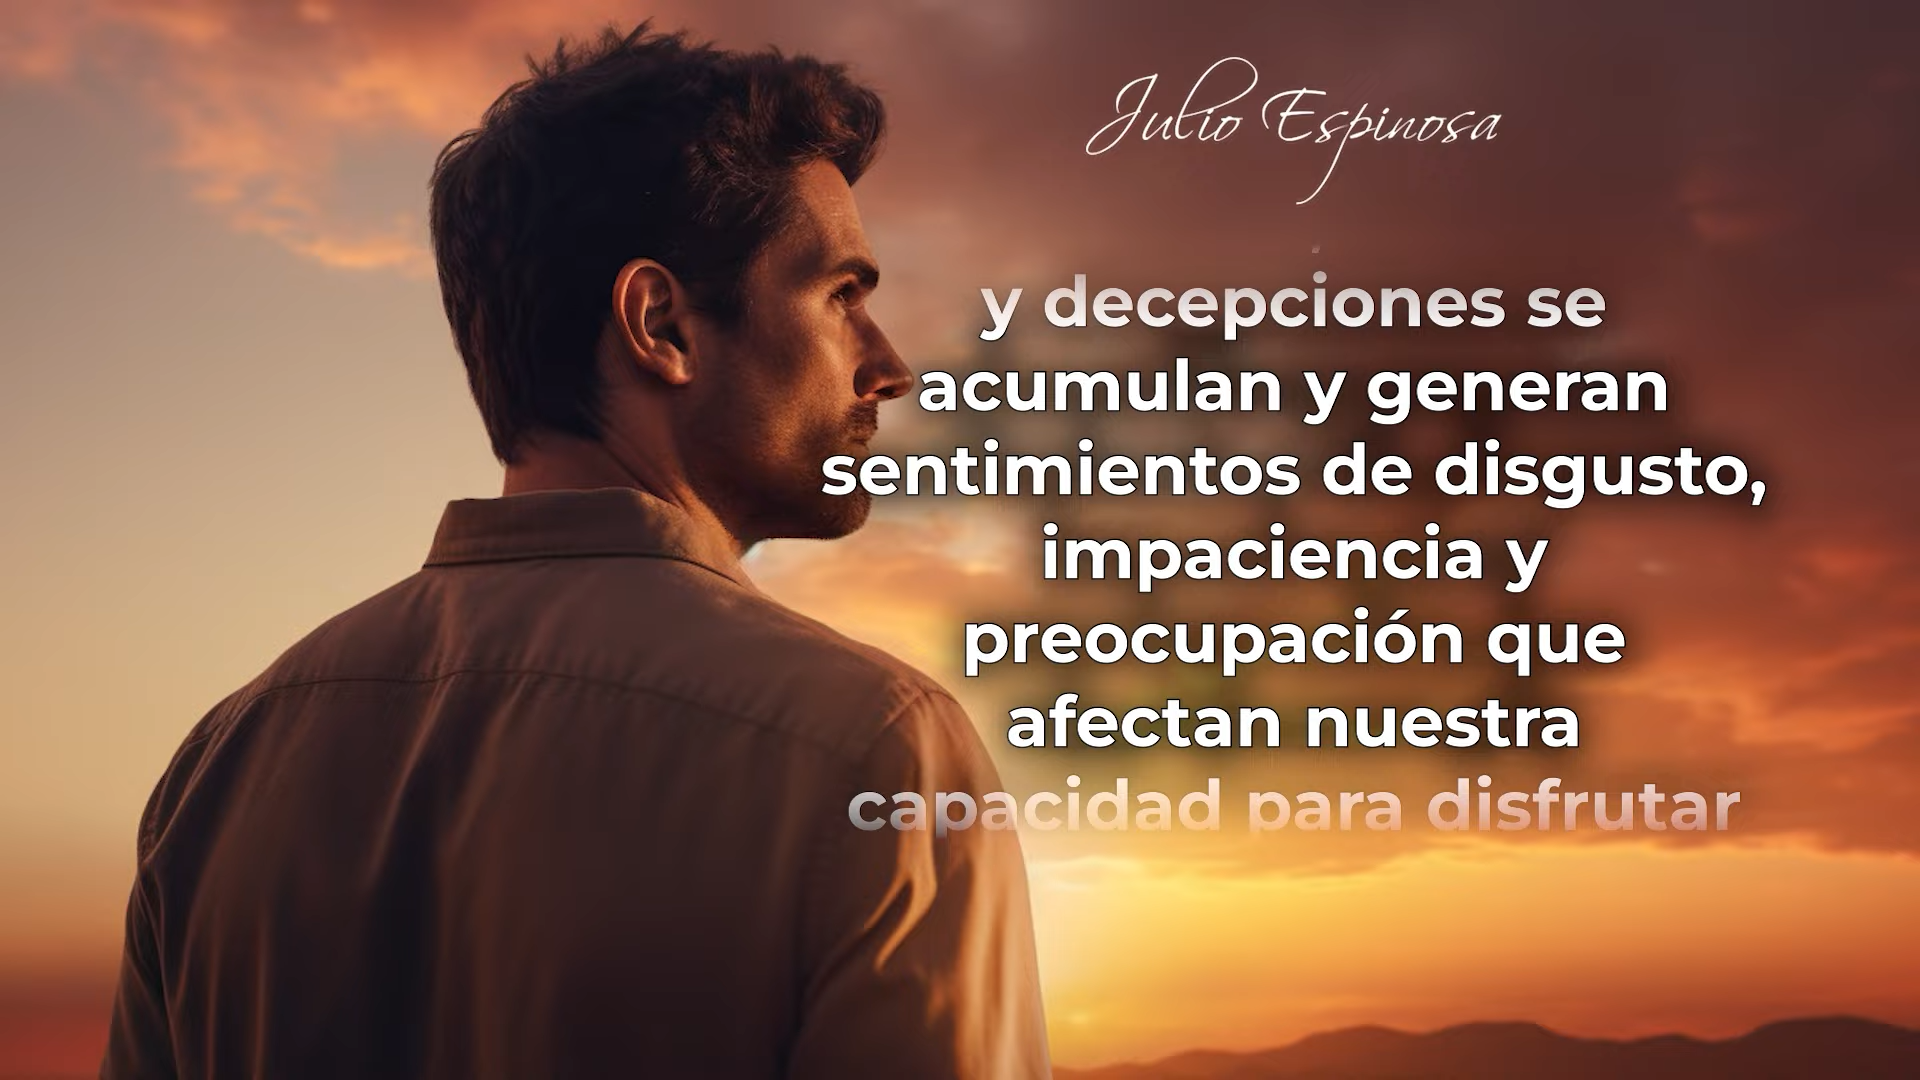 Julio Espinosa
y decepciones se
acumulan y generan
sentimientos de disgusto,
impaciencia y
preocupación que
afectan nuestra
capacidad para disfrutar